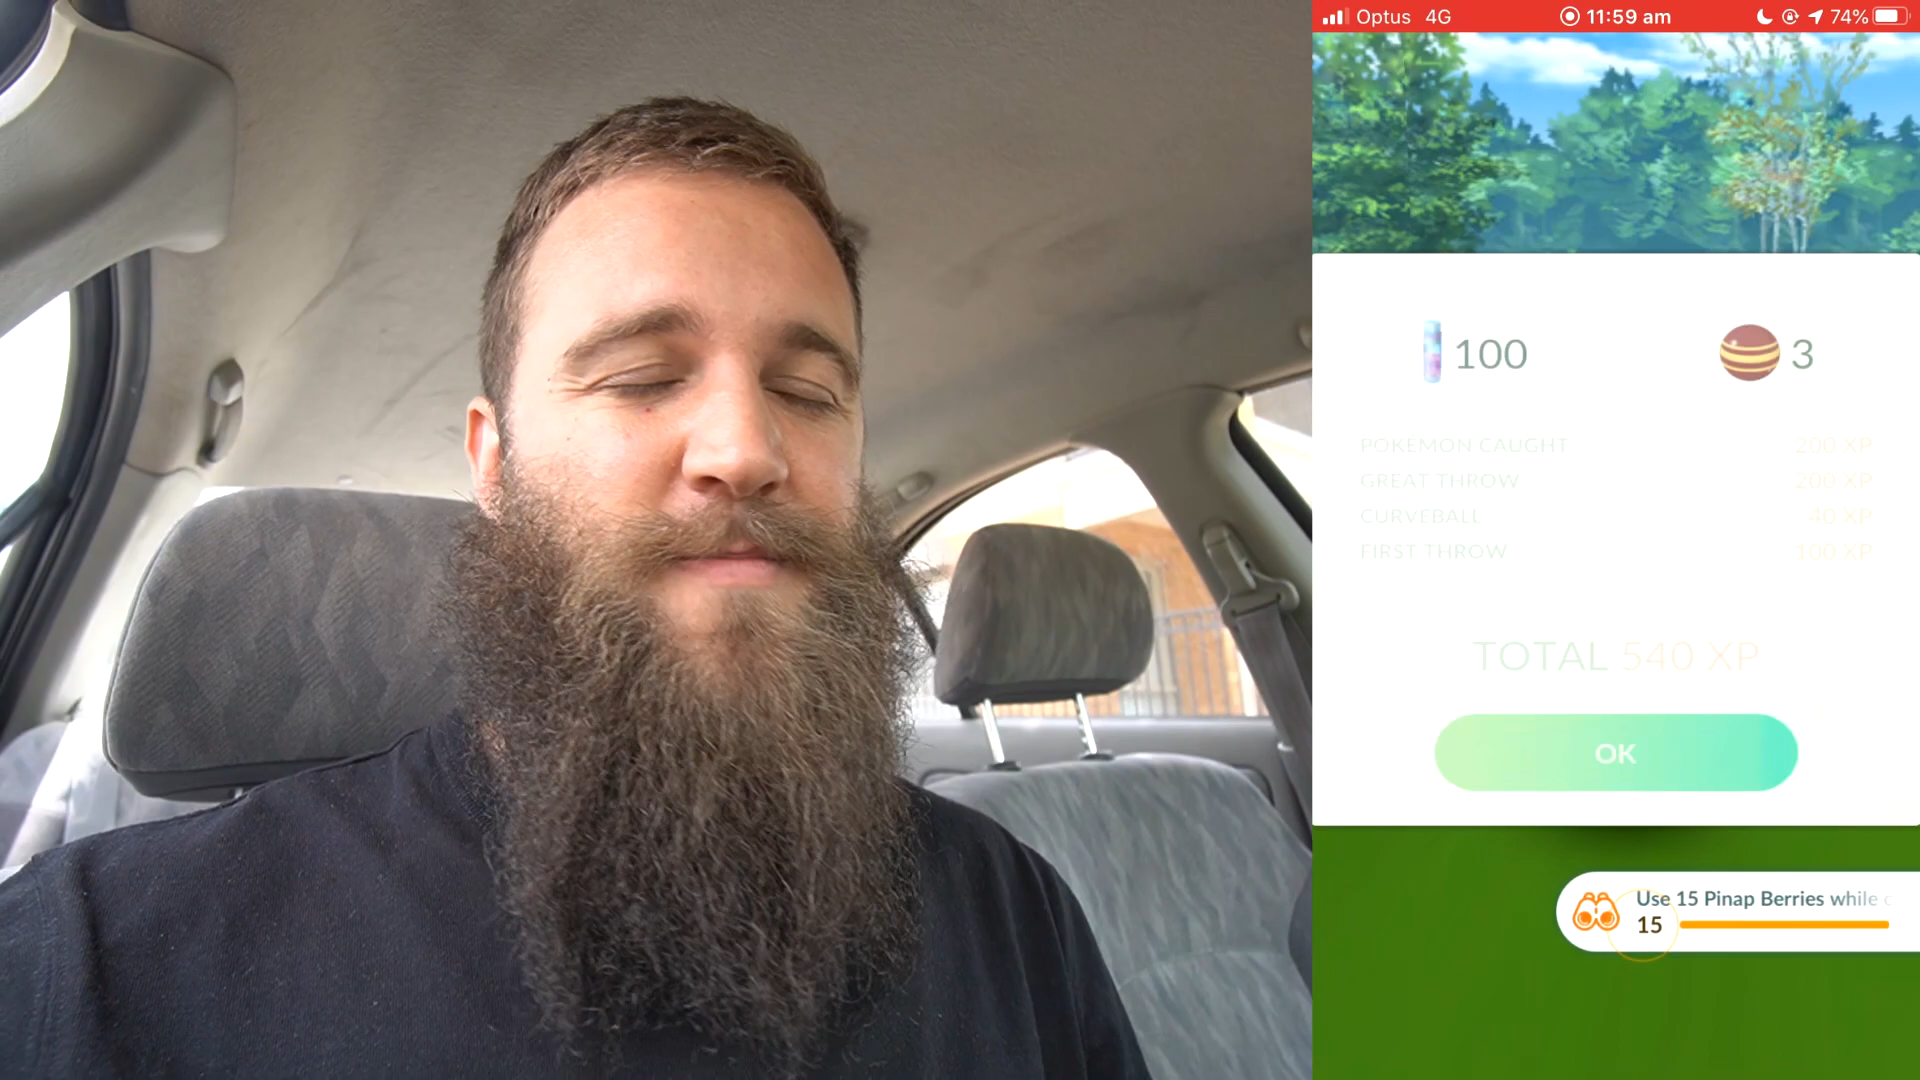 Optus 4G 11:59 am 74%
100 3
POKÉMON CAUGHT 200 XP
GREAT THROW 200 XP
CURVEBALL 40 XP
FIRST THROW 100 XP
TOTAL 540 XP
OK
Use 15 Pinap Berries while
15